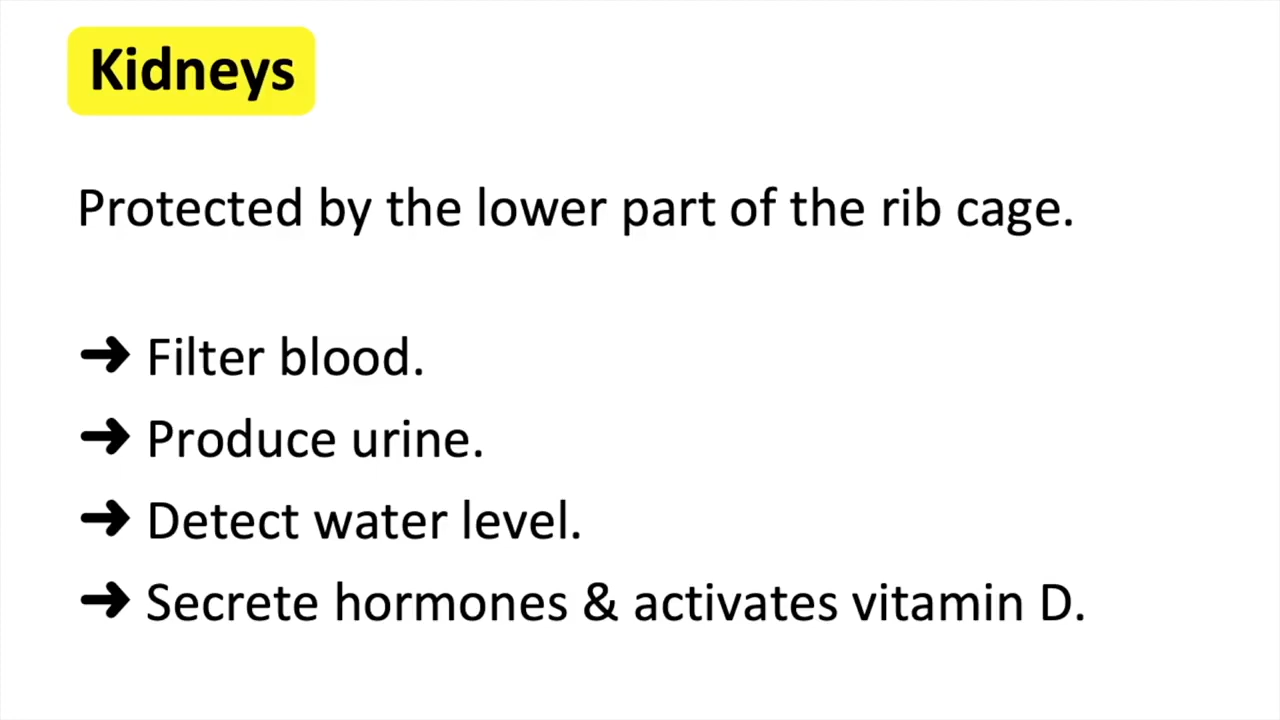 Kidneys
Protected by the lower part of the rib cage.
➜ Filter blood.
➜ Produce urine.
➜ Detect water level.
➜ Secrete hormones & activates vitamin D.